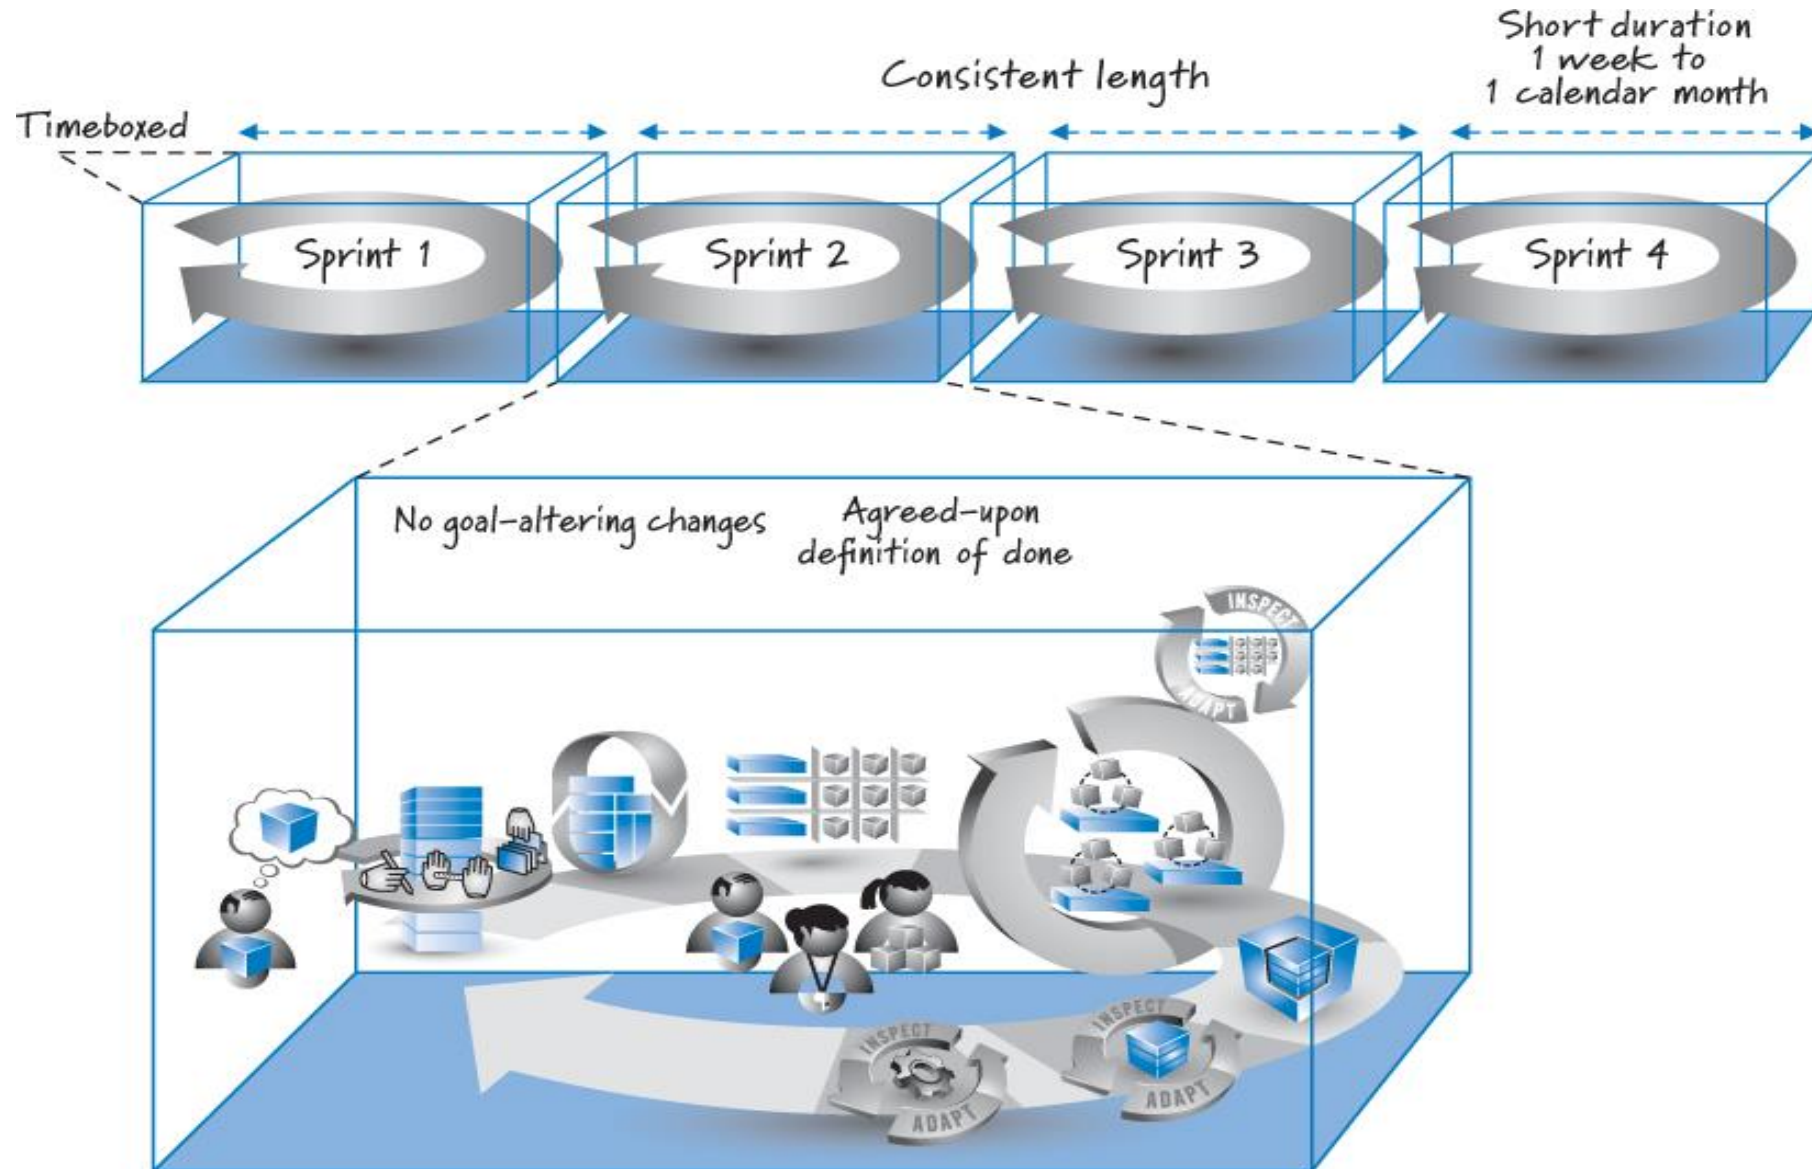 Short duration
1 week to
1 calendar month
Consistent length
Timeboxed
Sprint 1
Sprint 2
Sprint 3
Sprint 4
No goal-altering changes
Agreed-upon
definition of done
INSPECT
ADAPT
INSPECT
ADAPT
INSPECT
ADAPT